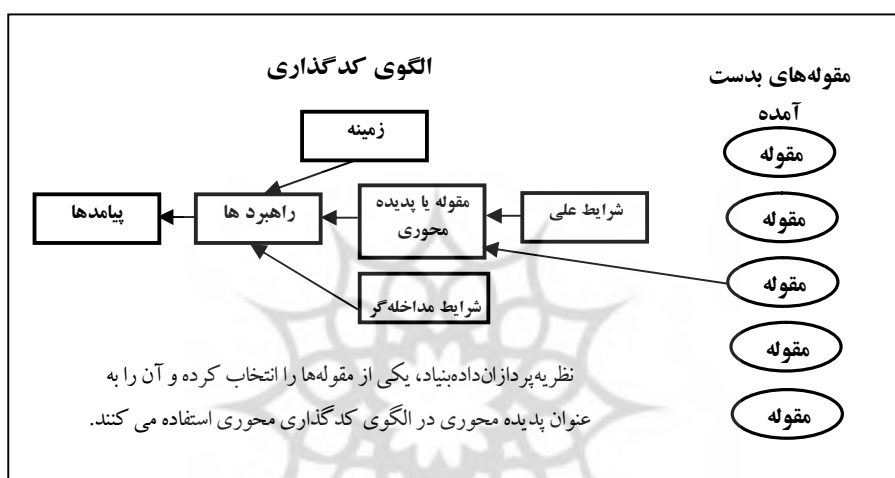 الگوی کدگذاری
مقوله‌های بدست
آمده
مقوله
مقوله
مقوله
مقوله
مقوله
زمینه
شرایط علی
مقوله یا پدیده
محوری
راهبرد ها
پیامدها
شرایط مداخله‌گر
نظریه‌پردازان‌داده‌بنیاد، یکی از مقوله‌ها را انتخاب کرده و آن را به
عنوان پدیده محوری در الگوی کدگذاری محوری استفاده می کنند.